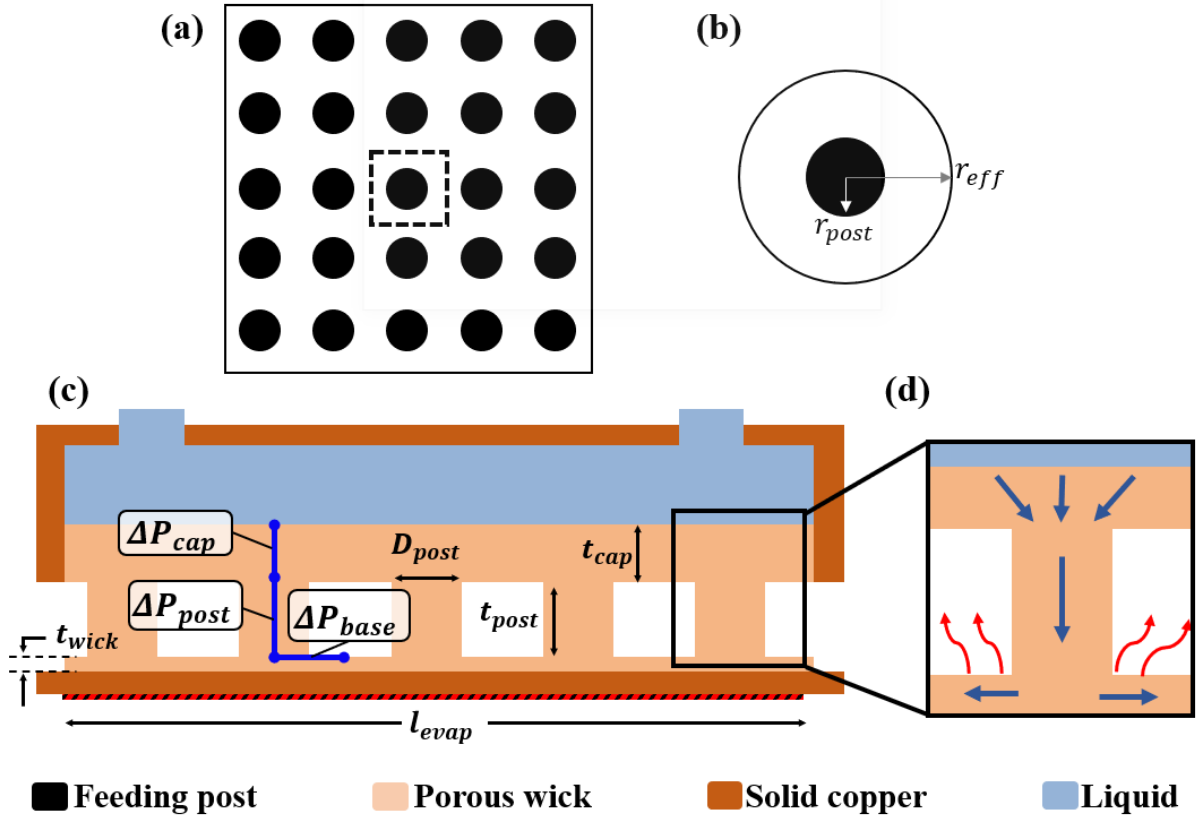 (a)
(b)
r_eff
r_post
(c)
(d)
ΔP_cap
D_post
t_cap
ΔP_post
ΔP_base
t_post
t_wick
l_evap
Feeding post
Porous wick
Solid copper
Liquid